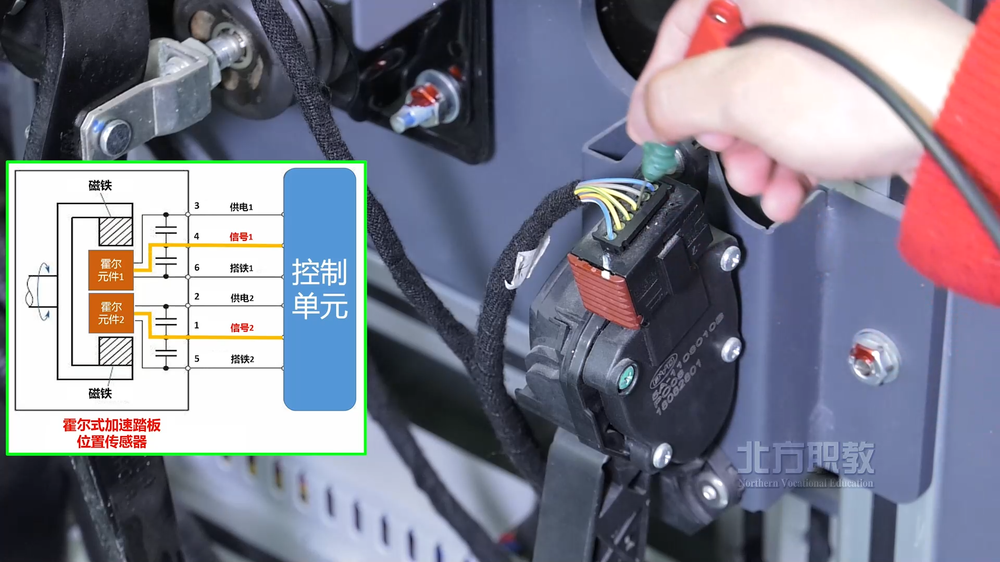 磁铁
3 供电1
4 信号1
霍尔
元件1
6 搭铁1
控制
单元
2 供电2
霍尔
元件2
1 信号2
5 搭铁2
磁铁
霍尔式加速踏板
位置传感器
北方职教
Northern Vocational Education